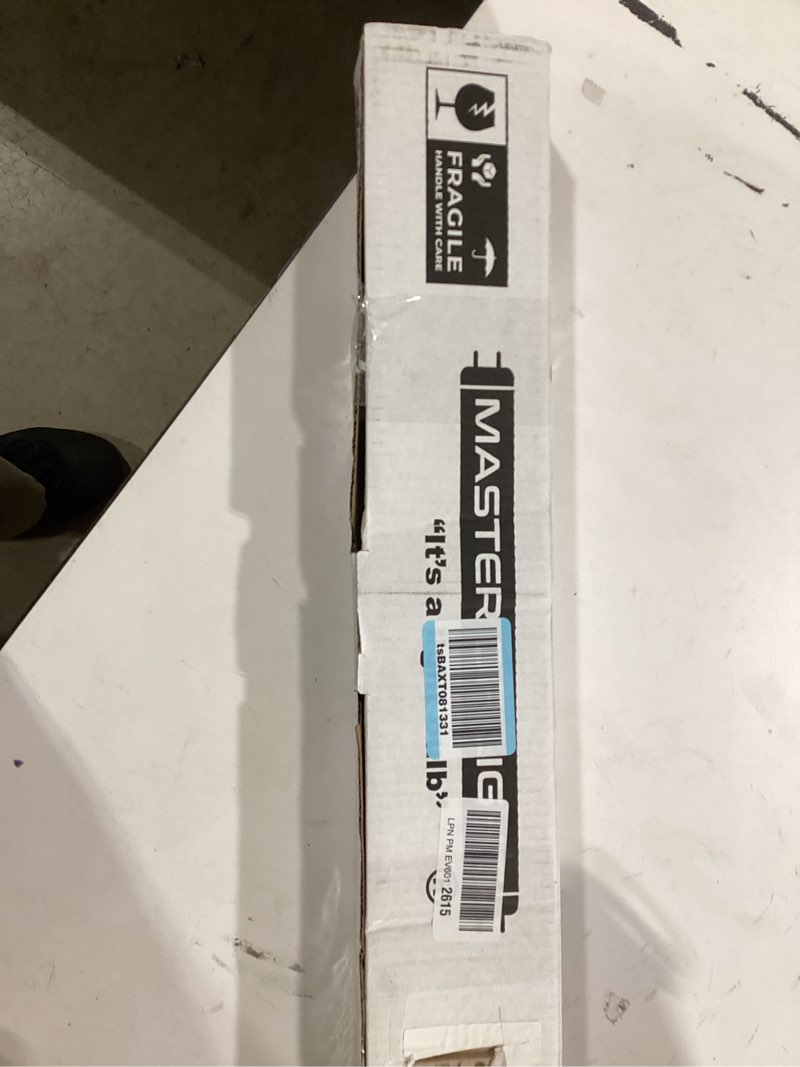 FRAGILE
HANDLE WITH CARE
MASTER
"It's a
lb"
tsBAXT081331
LPN PM EV601 2615